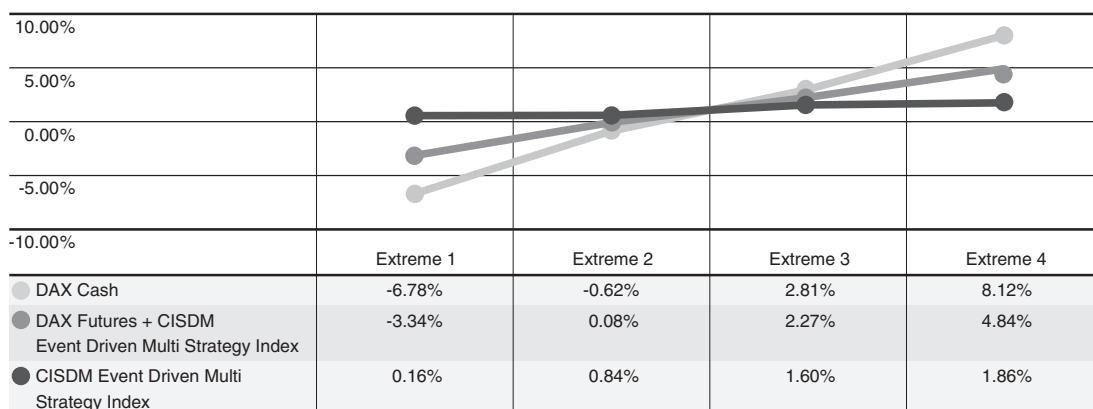 10.00%
5.00%
0.00%
-5.00%
-10.00%
Extreme 1 Extreme 2 Extreme 3 Extreme 4
DAX Cash -6.78% -0.62% 2.81% 8.12%
DAX Futures + CISDM -3.34% 0.08% 2.27% 4.84%
Event Driven Multi Strategy Index
CISDM Event Driven Multi 0.16% 0.84% 1.60% 1.86%
Strategy Index